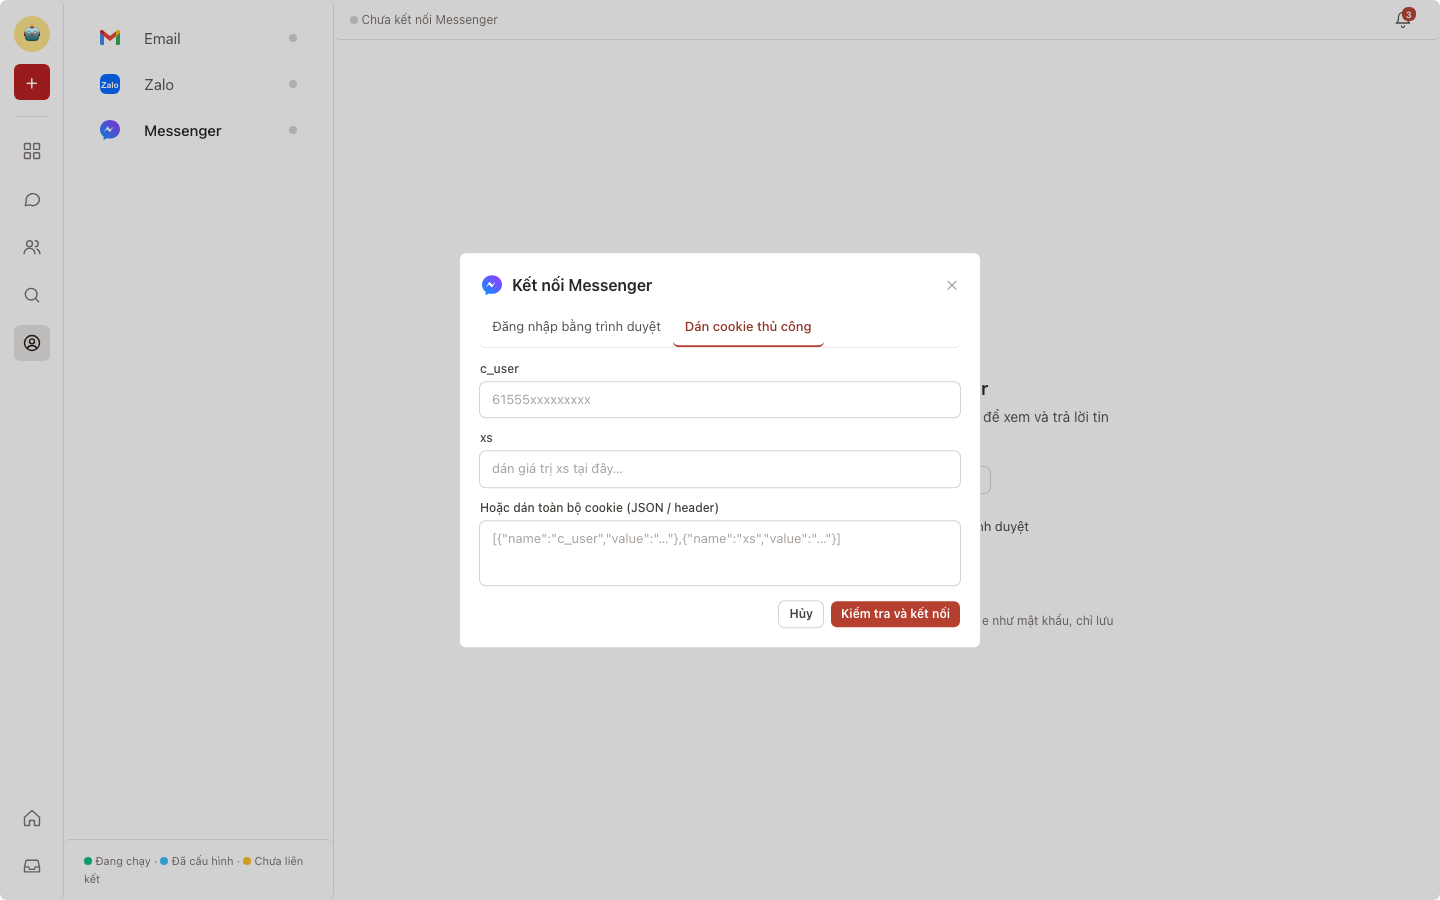 Email
Zalo
Zalo
Messenger
Đang chạy · Đã cấu hình · Chưa liên
kết
Chưa kết nối Messenger
3
Kết nối Messenger
Đăng nhập bằng trình duyệt
Dán cookie thủ công
c_user
61555xxxxxxxxx
xs
dán giá trị xs tại đây...
Hoặc dán toàn bộ cookie (JSON / header)
[{"name":"c_user","value":"..."},{"name":"xs","value":"..."}]
Hủy
Kiểm tra và kết nối
r
để xem và trả lời tin
nh duyệt
e như mật khẩu, chỉ lưu